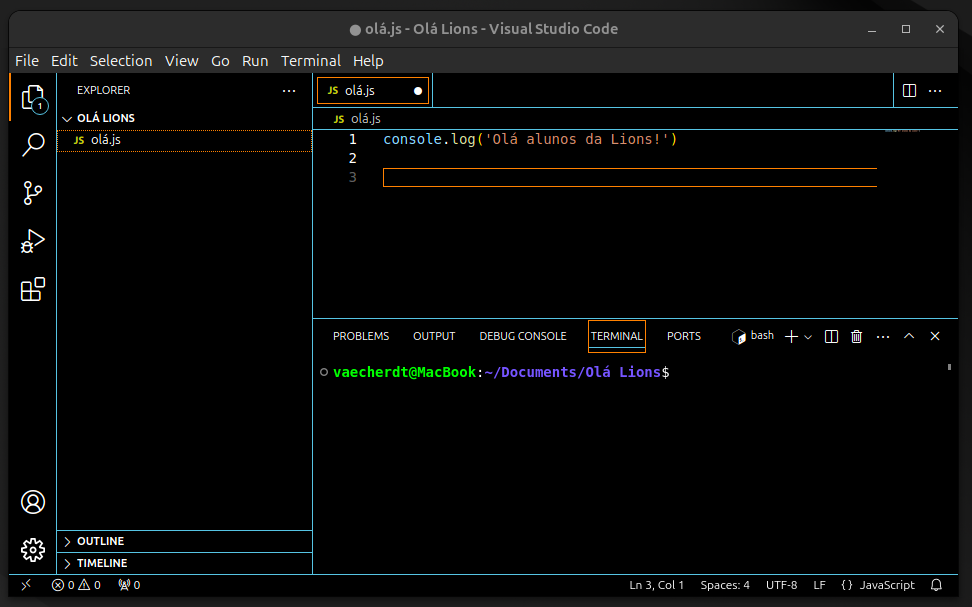 olá.js - Olá Lions - Visual Studio Code
File Edit Selection View Go Run Terminal Help
1
EXPLORER
OLÁ LIONS
JS olá.js
OUTLINE
TIMELINE
JS olá.js
JS olá.js
1 console.log('Olá alunos da Lions!')
2
3
PROBLEMS OUTPUT DEBUG CONSOLE TERMINAL PORTS bash
vaecherdt@MacBook:~/Documents/Olá Lions$
0 0 0 Ln 3, Col 1 Spaces: 4 UTF-8 LF {} JavaScript